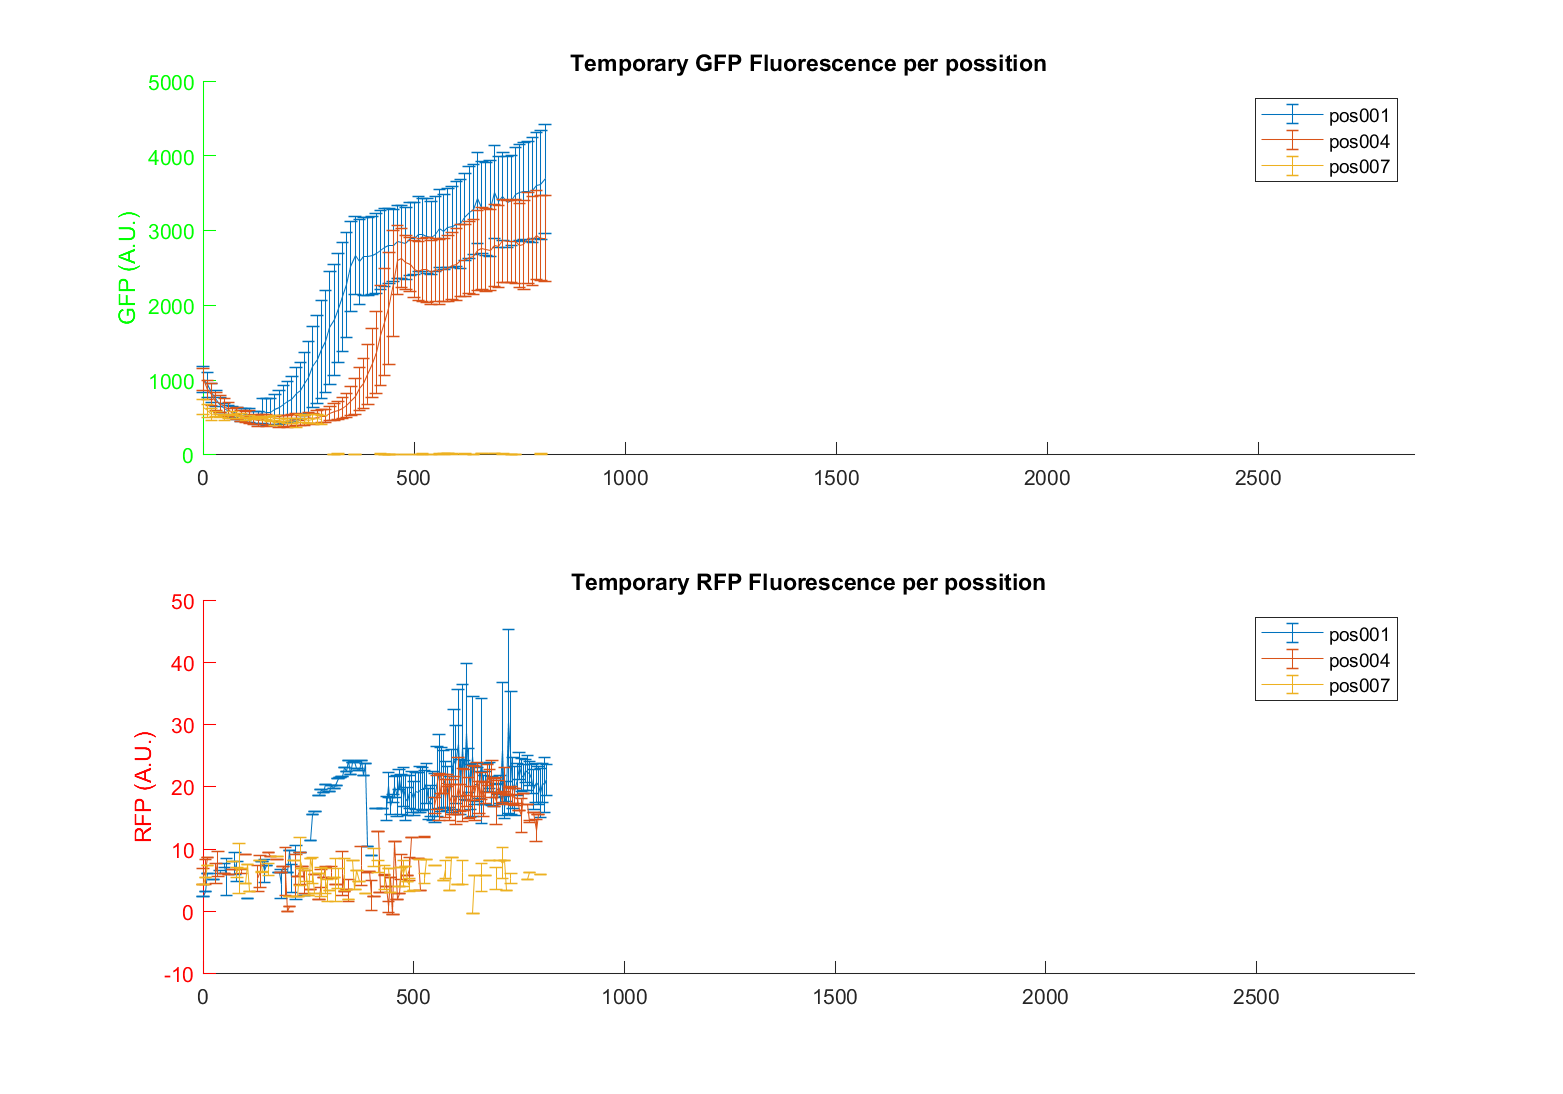 Temporary GFP Fluorescence per possition
5000
4000
3000
2000
1000
0
GFP (A.U.)
0 500 1000 1500 2000 2500
pos001
pos004
pos007
Temporary RFP Fluorescence per possition
50
40
30
20
10
0
-10
RFP (A.U.)
0 500 1000 1500 2000 2500
pos001
pos004
pos007